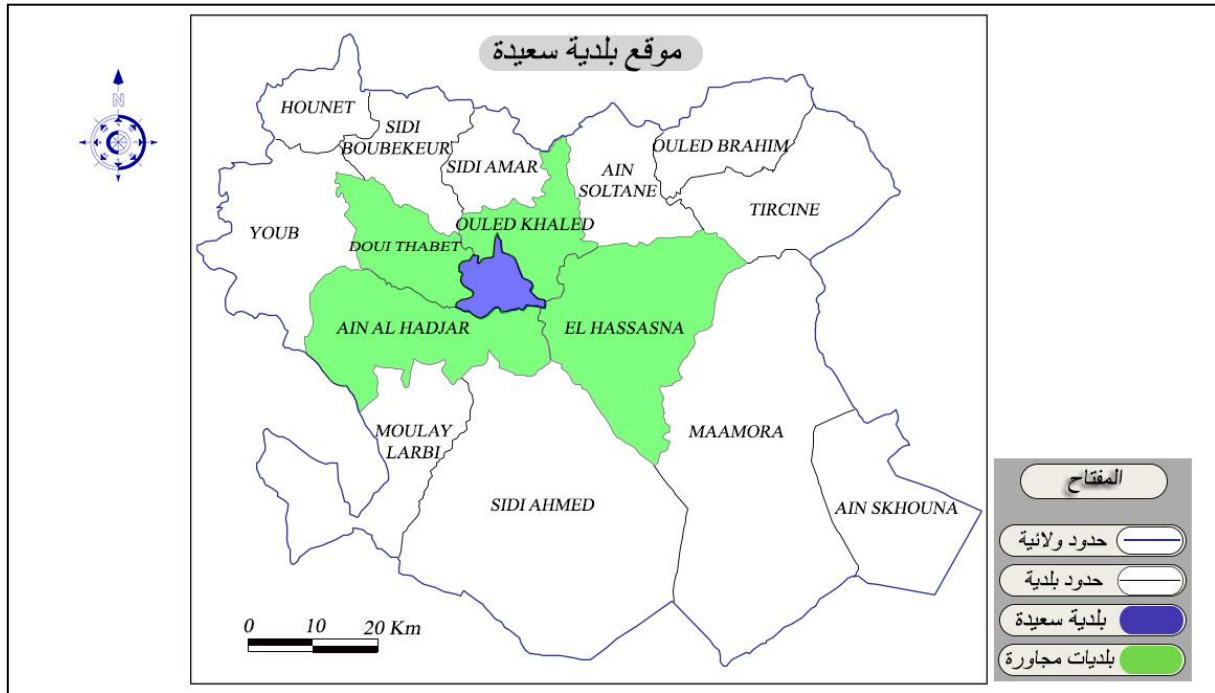 موقع بلدية سعيدة
N
HOUNET
SIDI
BOUBEKEUR
SIDI AMAR
AIN
SOLTANE
OULED BRAHIM
TIRCINE
YOUB
DOUI THABET
OULED KHALED
AIN AL HADJAR
EL HASSASNA
MOULAY
LARBI
MAAMORA
SIDI AHMED
AIN SKHOUNA
0 10 20 Km
المفتاح
حدود ولائية
حدود بلدية
بلدية سعيدة
بلديات مجاورة